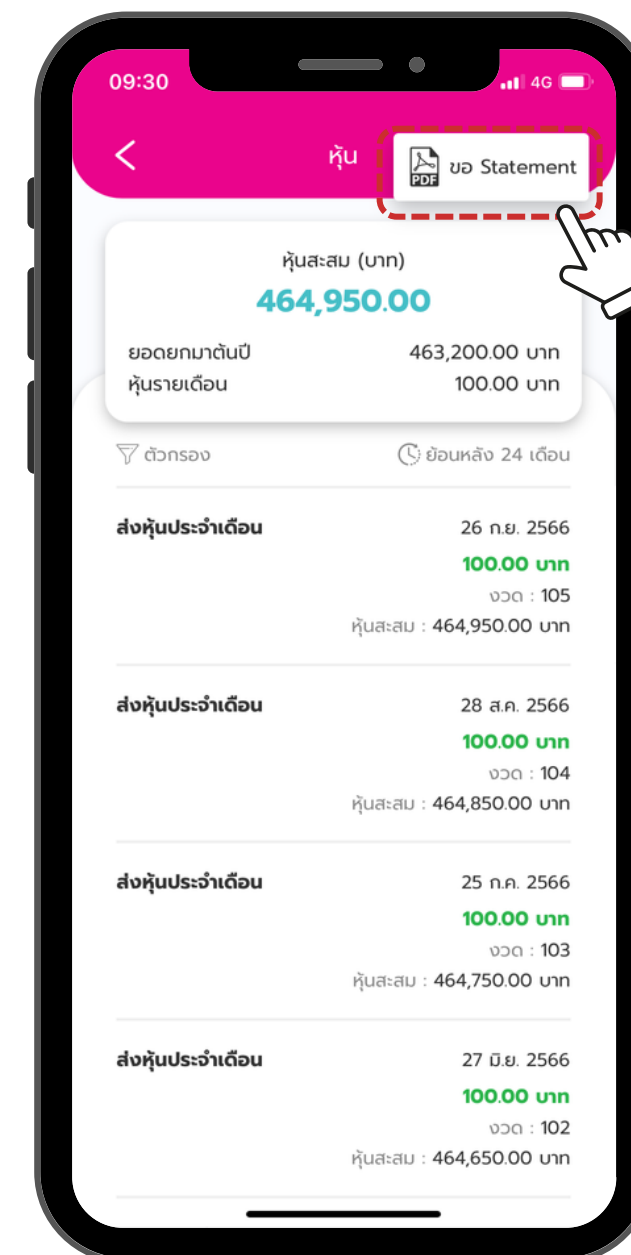 09:30 4G
หุ้น
PDF ขอ Statement
หุ้นสะสม (บาท)
464,950.00
ยอดยกมาต้นปี 463,200.00 บาท
หุ้นรายเดือน 100.00 บาท
ตัวกรอง ย้อนหลัง 24 เดือน
ส่งหุ้นประจำเดือน 26 ก.ย. 2566
100.00 บาท
งวด : 105
หุ้นสะสม : 464,950.00 บาท
ส่งหุ้นประจำเดือน 28 ส.ค. 2566
100.00 บาท
งวด : 104
หุ้นสะสม : 464,850.00 บาท
ส่งหุ้นประจำเดือน 25 ก.ค. 2566
100.00 บาท
งวด : 103
หุ้นสะสม : 464,750.00 บาท
ส่งหุ้นประจำเดือน 27 มิ.ย. 2566
100.00 บาท
งวด : 102
หุ้นสะสม : 464,650.00 บาท